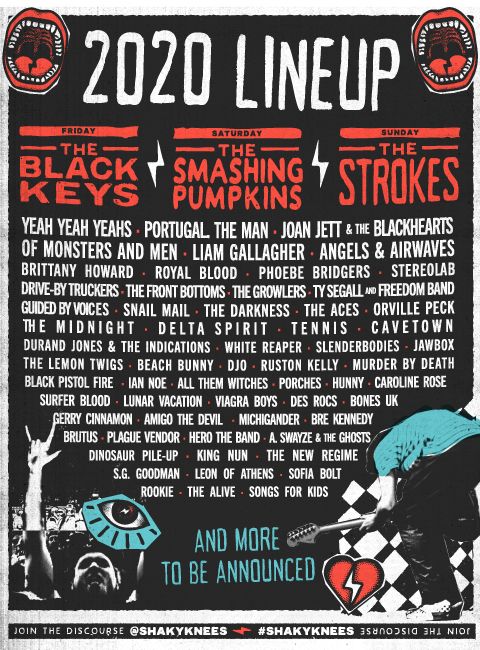 2020 LINEUP
FRIDAY
THE
BLACK
KEYS
SATURDAY
THE
SMASHING
PUMPKINS
SUNDAY
THE
STROKES
YEAH YEAH YEAHS · PORTUGAL. THE MAN · JOAN JETT & THE BLACKHEARTS
OF MONSTERS AND MEN · LIAM GALLAGHER · ANGELS & AIRWAVES
BRITTANY HOWARD · ROYAL BLOOD · PHOEBE BRIDGERS · STEREOLAB
DRIVE-BY TRUCKERS · THE FRONT BOTTOMS · THE GROWLERS · TY SEGALL AND FREEDOM BAND
GUIDED BY VOICES · SNAIL MAIL · THE DARKNESS · THE ACES · ORVILLE PECK
THE MIDNIGHT · DELTA SPIRIT · TENNIS · CAVETOWN
DURAND JONES & THE INDICATIONS · WHITE REAPER · SLENDERBODIES · JAWBOX
THE LEMON TWIGS · BEACH BUNNY · DJO · RUSTON KELLY · MURDER BY DEATH
BLACK PISTOL FIRE · IAN NOE · ALL THEM WITCHES · PORCHES · HUNNY · CAROLINE ROSE
SURFER BLOOD · LUNAR VACATION · VIAGRA BOYS · DES ROCS · BONES UK
GERRY CINNAMON · AMIGO THE DEVIL · MICHIGANDER · BRE KENNEDY
BRUTUS · PLAGUE VENDOR · HERO THE BAND · A. SWAYZE & THE GHOSTS
DINOSAUR PILE-UP · KING NUN · THE NEW REGIME
S.G. GOODMAN · LEON OF ATHENS · SOFIA BOLT
ROOKIE · THE ALIVE · SONGS FOR KIDS
AND MORE
TO BE ANNOUNCED
JOIN THE DISCOURSE @SHAKYKNEES #SHAKYKNEES JOIN THE DISCOURSE